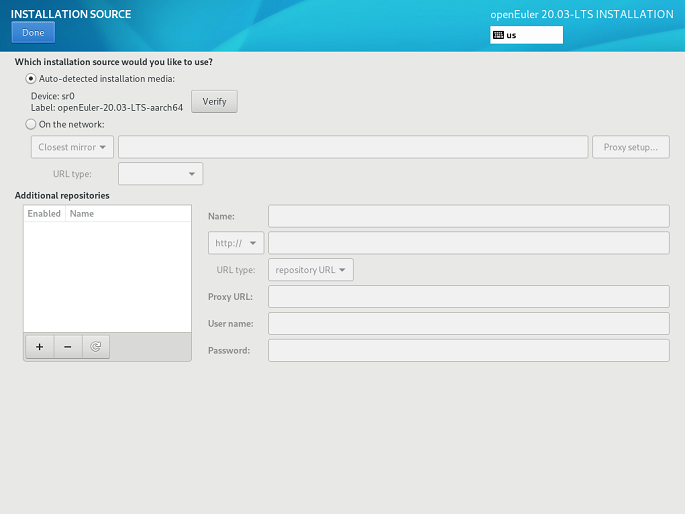 INSTALLATION SOURCE
openEuler 20.03-LTS INSTALLATION
Done
us
Which installation source would you like to use?
Auto-detected installation media:
Device: sr0
Label: openEuler-20.03-LTS-aarch64
Verify
On the network:
Closest mirror
Proxy setup...
URL type:
Additional repositories
Enabled Name
Name:
http://
URL type: repository URL
Proxy URL:
User name:
Password: